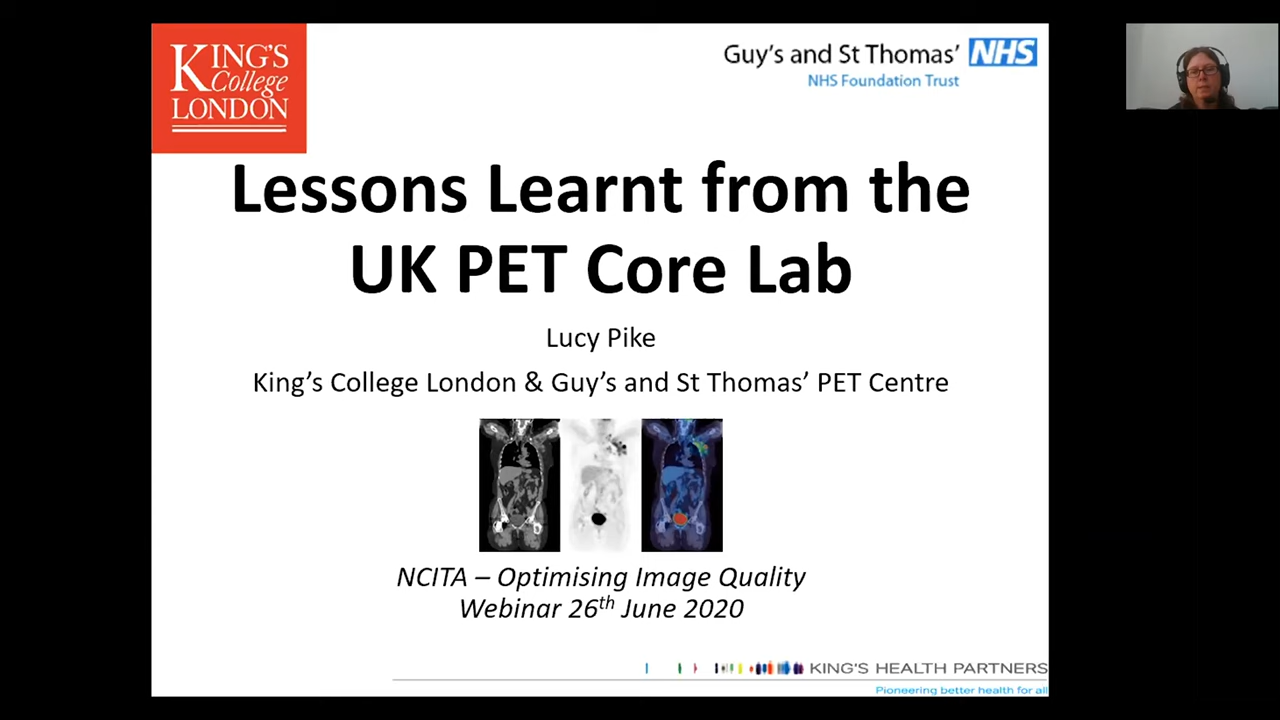 KING'S
College
LONDON
Guy's and St Thomas' NHS
NHS Foundation Trust
Lessons Learnt from the
UK PET Core Lab
Lucy Pike
King's College London & Guy's and St Thomas' PET Centre
NCITA – Optimising Image Quality
Webinar 26th June 2020
KING'S HEALTH PARTNERS
Pioneering better health for all